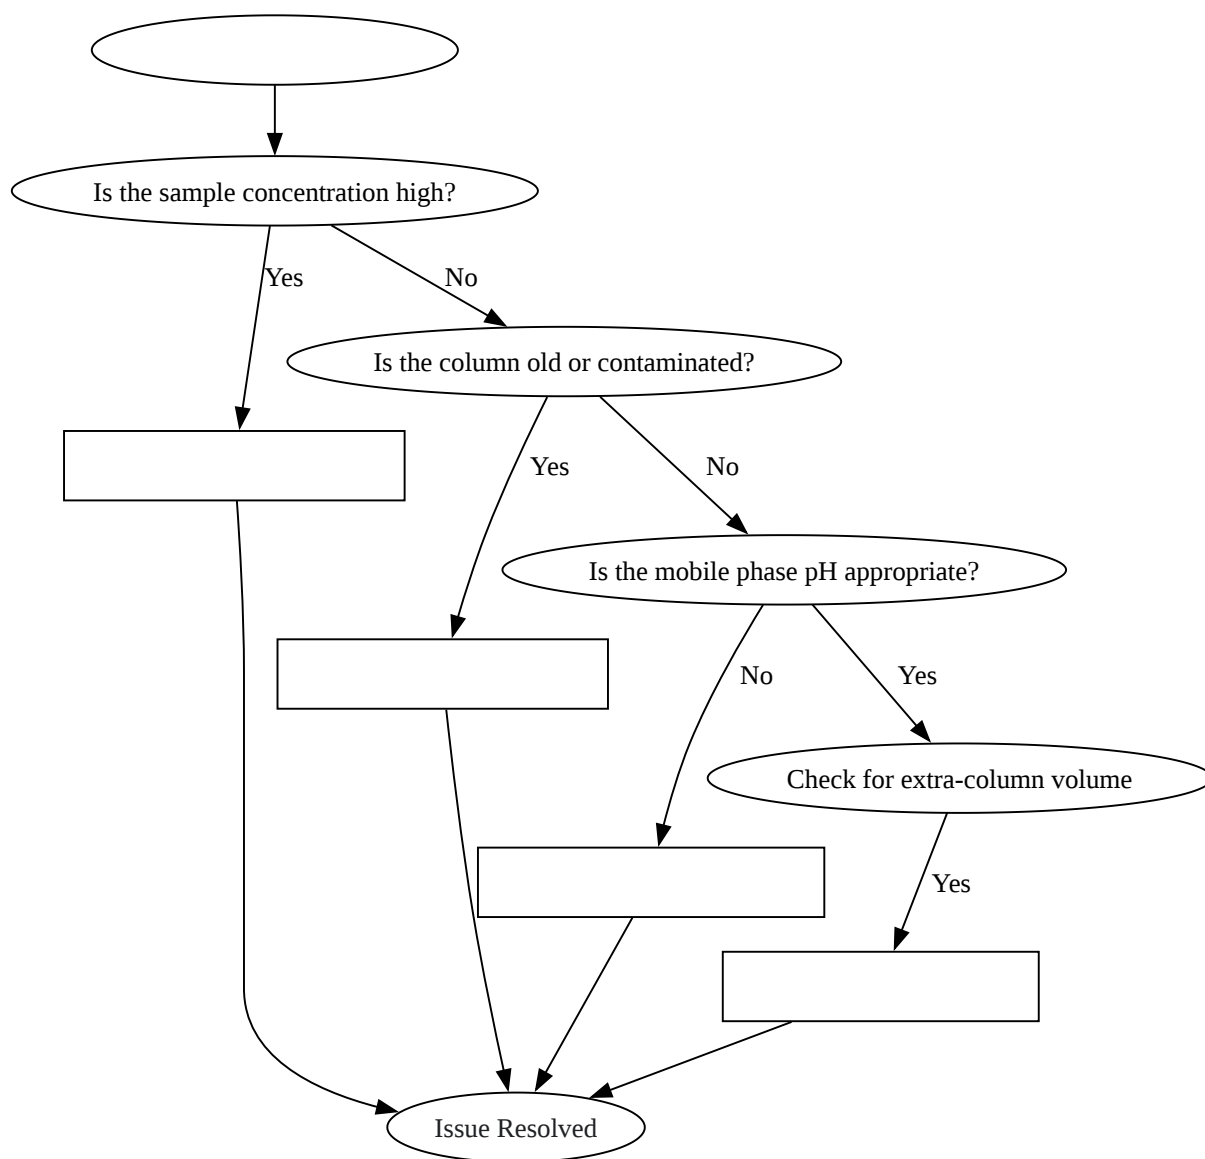 Is the sample concentration high?
Yes
No
Is the column old or contaminated?
Yes
No
Is the mobile phase pH appropriate?
No
Yes
Check for extra-column volume
Yes
Issue Resolved